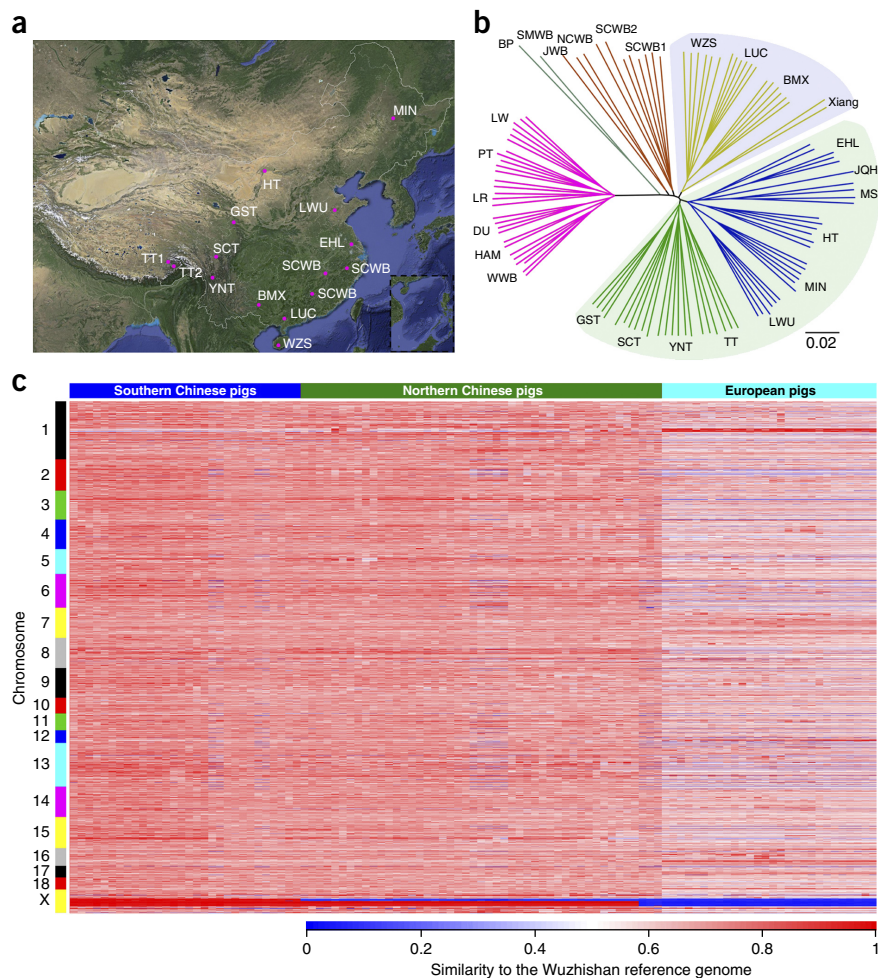 a
MIN
HT
LWU
GST
EHL
SCT
TT1
TT2
SCWB
SCWB
YNT
BMX
SCWB
LUC
WZS
b
SMWB
BP
NCWB
JWB
SCWB2
SCWB1
WZS
LUC
BMX
Xiang
EHL
JQH
MS
HT
MIN
LWU
TT
YNT
SCT
GST
LW
PT
LR
DU
HAM
WWB
0.02
c
Southern Chinese pigs
Northern Chinese pigs
European pigs
Chromosome
1
2
3
4
5
6
7
8
9
10
11
12
13
14
15
16
17
18
X
0 0.2 0.4 0.6 0.8 1
Similarity to the Wuzhishan reference genome